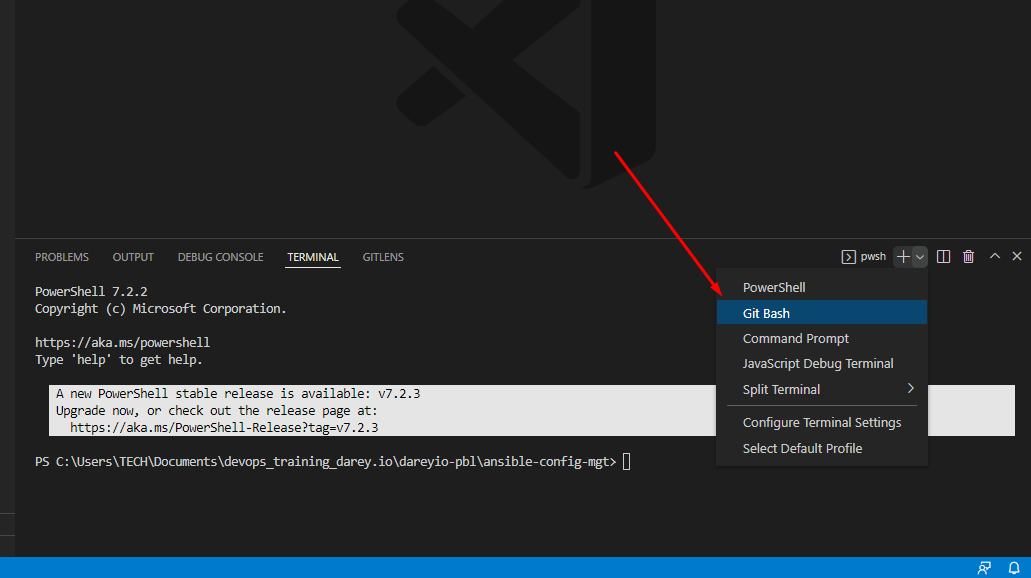 PROBLEMS OUTPUT DEBUG CONSOLE TERMINAL GITLENS pwsh
PowerShell 7.2.2
Copyright (c) Microsoft Corporation.
https://aka.ms/powershell
Type 'help' to get help.
A new PowerShell stable release is available: v7.2.3
Upgrade now, or check out the release page at:
https://aka.ms/PowerShell-Release?tag=v7.2.3
PS C:\Users\TECH\Documents\devops_training_darey.io\dareyio-pbl\ansible-config-mgt>
PowerShell
Git Bash
Command Prompt
JavaScript Debug Terminal
Split Terminal
Configure Terminal Settings
Select Default Profile